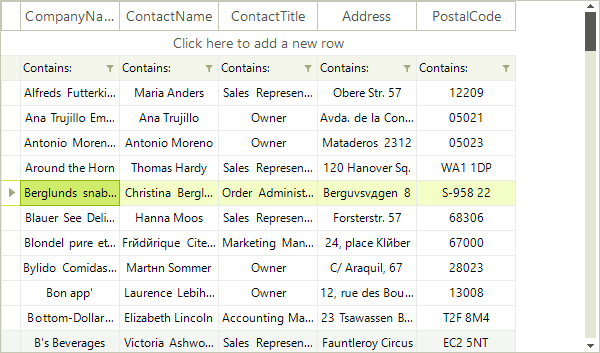 CompanyNa... ContactName ContactTitle Address PostalCode
Click here to add a new row
Contains: Contains: Contains: Contains: Contains:
Alfreds Futterki... Maria Anders Sales Represen... Obere Str. 57 12209
Ana Trujillo Em... Ana Trujillo Owner Avda. de la Con... 05021
Antonio Moren... Antonio Moreno Owner Mataderos 2312 05023
Around the Horn Thomas Hardy Sales Represen... 120 Hanover Sq. WA1 1DP
Berglunds snab... Christina Bergl... Order Administ... Berguvsvдgen 8 S-958 22
Blauer See Deli... Hanna Moos Sales Represen... Forsterstr. 57 68306
Blondel pиre et... Frйdйrique Cite... Marketing Man... 24, place Klйber 67000
Bylido Comidas... Martнn Sommer Owner C/ Araquil, 67 28023
Bon app' Laurence Lebih... Owner 12, rue des Bou... 13008
Bottom-Dollar... Elizabeth Lincoln Accounting Ma... 23 Tsawassen B... T2F 8M4
B's Beverages Victoria Ashwo... Sales Represen... Fauntleroy Circus EC2 5NT